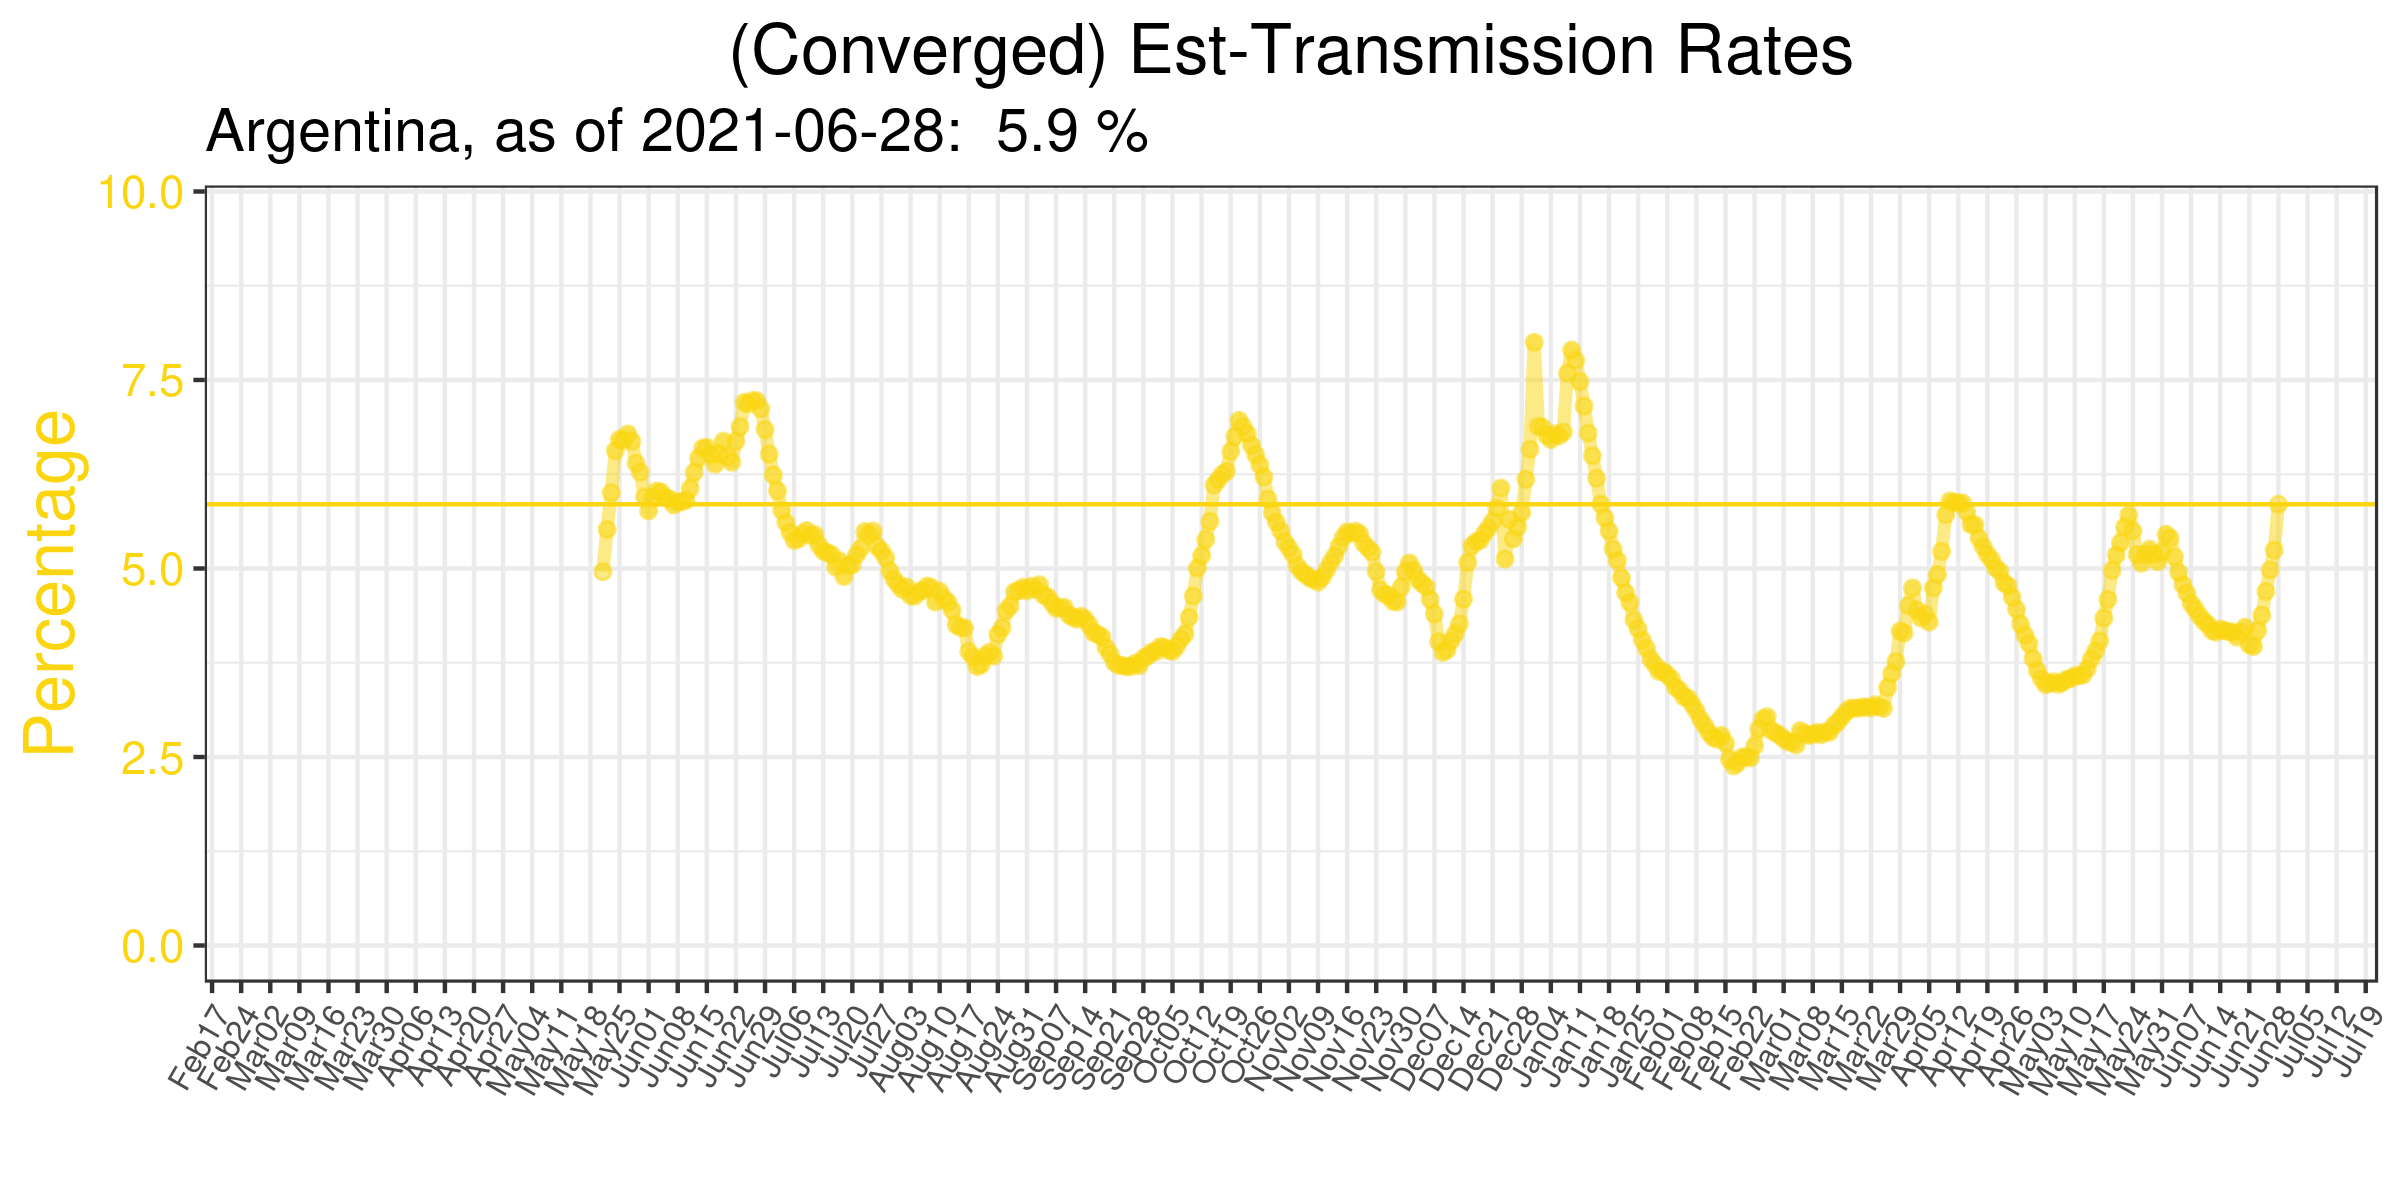 (Converged) Est-Transmission Rates
Argentina, as of 2021-06-28:  5.9 %
Percentage
10.0
7.5
5.0
2.5
0.0
Feb17
Feb24
Mar02
Mar09
Mar16
Mar23
Mar30
Apr06
Apr13
Apr20
Apr27
May04
May11
May18
May25
Jun01
Jun08
Jun15
Jun22
Jun29
Jul06
Jul13
Jul20
Jul27
Aug03
Aug10
Aug17
Aug24
Aug31
Sep07
Sep14
Sep21
Sep28
Oct05
Oct12
Oct19
Oct26
Nov02
Nov09
Nov16
Nov23
Nov30
Dec07
Dec14
Dec21
Dec28
Jan04
Jan11
Jan18
Jan25
Feb01
Feb08
Feb15
Feb22
Mar01
Mar08
Mar15
Mar22
Mar29
Apr05
Apr12
Apr19
Apr26
May03
May10
May17
May24
May31
Jun07
Jun14
Jun21
Jun28
Jul05
Jul12
Jul19